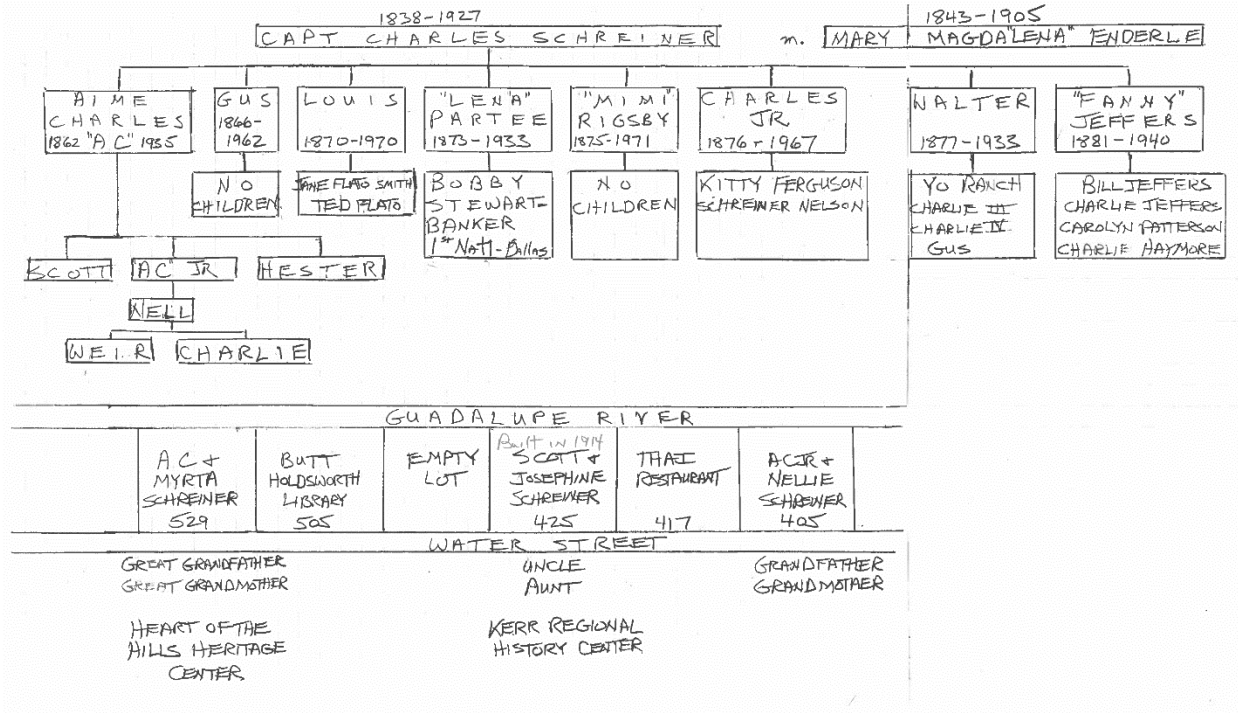 1838-1927
CAPT CHARLES SCHREINER
m.
1843-1905
MARY MAGDA"LENA" ENDERLE
AIME
CHARLES
1862 "AC" 1935
GUS
1866-
1962
LOUIS
1870-1970
"LENA"
PARTEE
1873-1933
"MIMI"
RIGSBY
1875-1971
CHARLES
JR
1876-1967
WALTER
1877-1933
"FANNY"
JEFFERS
1881-1940
NO
CHILDREN
JANE FLATO SMITH
TED FLATO
BOBBY
STEWART-
BANKER
1st Nat'l-Dallas
NO
CHILDREN
KITTY FERGUSON
SCHREINER NELSON
YO RANCH
CHARLIE III
CHARLIE IV
GUS
BILL JEFFERS
CHARLIE JEFFERS
CAROLYN PATTERSON
CHARLIE HAYMORE
SCOTT
"AC" JR
HESTER
NELL
WEIR
CHARLIE
GUADALUPE RIVER
AC &
MYRTA
SCHREINER
529
BUTT
HOLDSWORTH
LIBRARY
505
EMPTY
LOT
Built in 1914
SCOTT &
JOSEPHINE
SCHREINER
425
THAI
RESTAURANT
417
ACJR &
NELLIE
SCHREINER
405
WATER STREET
GREAT GRANDFATHER
GREAT GRANDMOTHER
UNCLE
AUNT
GRANDFATHER
GRANDMOTHER
HEART OF THE
HILLS HERITAGE
CENTER
KERR REGIONAL
HISTORY CENTER